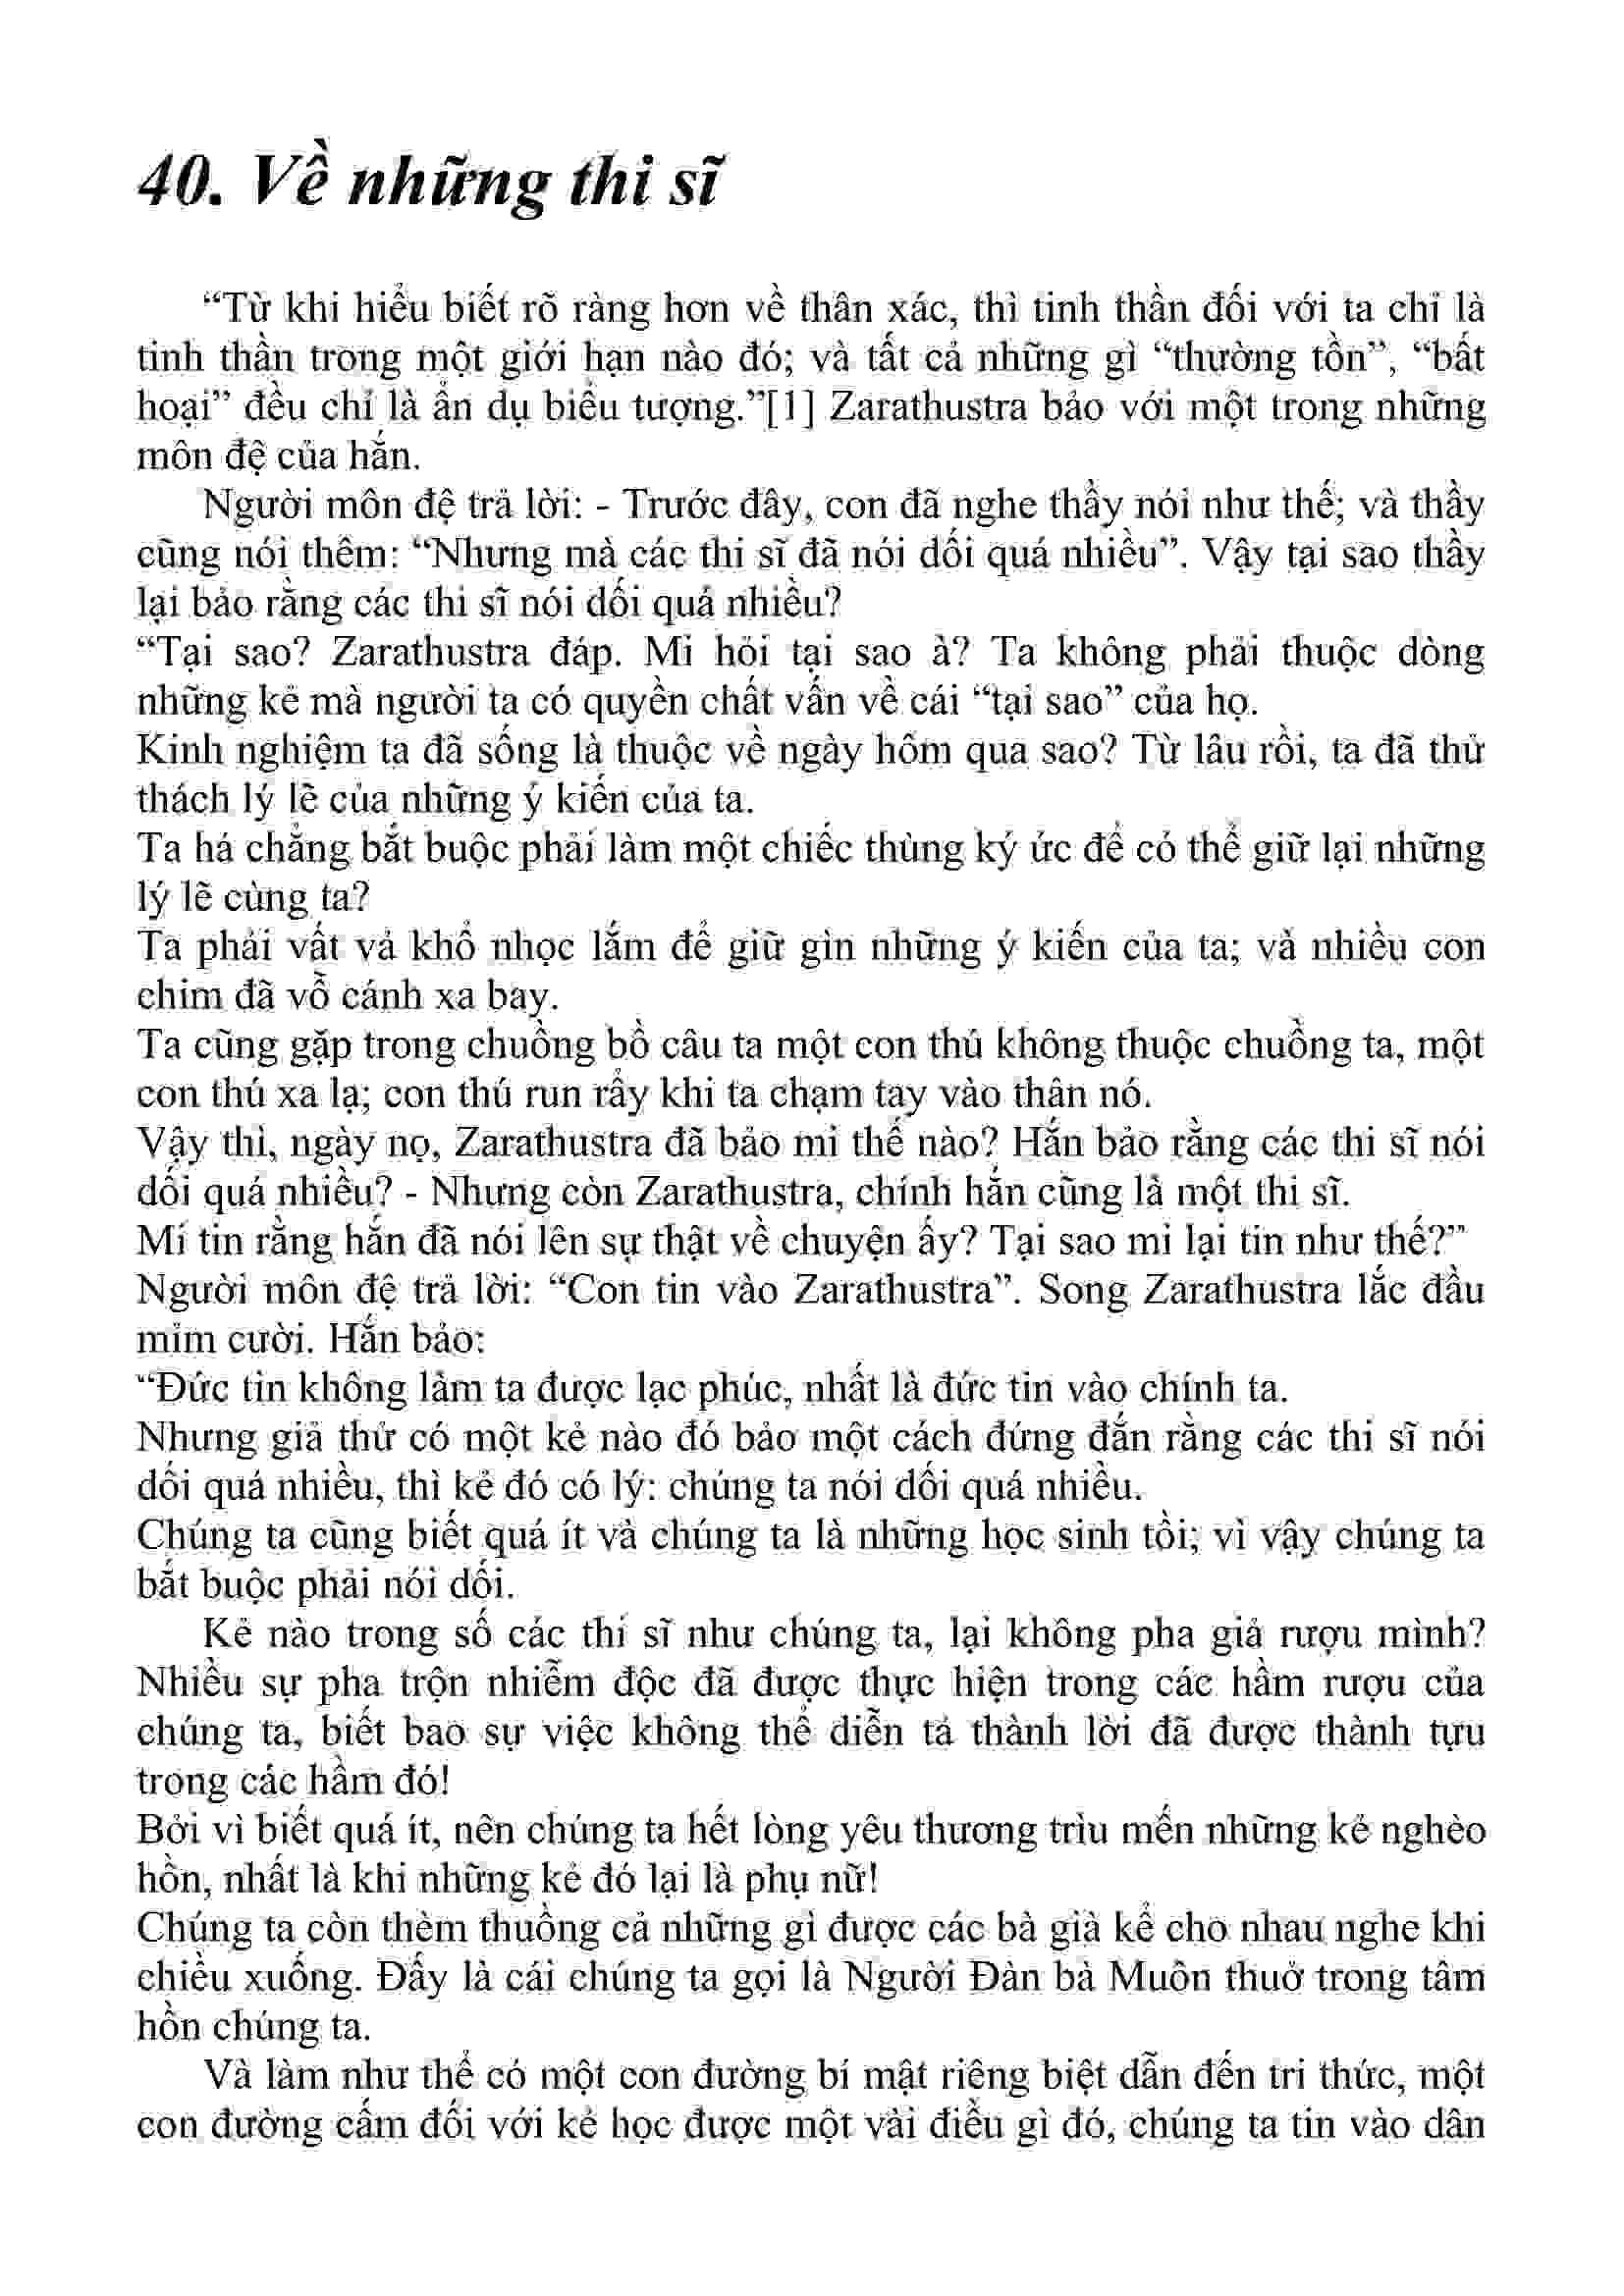 40. Về những thi sĩ
“Từ khi hiểu biết rõ ràng hơn về thân xác, thì tinh thần đối với ta chỉ là
tinh thần trong một giới hạn nào đó; và tất cả những gì “thường tồn”, “bất
hoại” đều chỉ là ẩn dụ biểu tượng.”[1] Zarathustra bảo với một trong những
môn đệ của hắn.
Người môn đệ trả lời: - Trước đây, con đã nghe thầy nói như thế; và thầy
cũng nói thêm: “Nhưng mà các thi sĩ đã nói dối quá nhiều”. Vậy tại sao thầy
lại bảo rằng các thi sĩ nói dối quá nhiều?
“Tại sao? Zarathustra đáp. Mi hỏi tại sao à? Ta không phải thuộc dòng
những kẻ mà người ta có quyền chất vấn về cái “tại sao” của họ.
Kinh nghiệm ta đã sống là thuộc về ngày hôm qua sao? Từ lâu rồi, ta đã thử
thách lý lẽ của những ý kiến của ta.
Ta há chẳng bắt buộc phải làm một chiếc thùng ký ức để có thể giữ lại những
lý lẽ cùng ta?
Ta phải vất vả khổ nhọc lắm để giữ gìn những ý kiến của ta; và nhiều con
chim đã vỗ cánh xa bay.
Ta cũng gặp trong chuồng bồ câu ta một con thú không thuộc chuồng ta, một
con thú xa lạ; con thú run rẩy khi ta chạm tay vào thân nó.
Vậy thì, ngày nọ, Zarathustra đã bảo mi thế nào? Hắn bảo rằng các thi sĩ nói
dối quá nhiều? - Nhưng còn Zarathustra, chính hắn cũng là một thi sĩ.
Mi tin rằng hắn đã nói lên sự thật về chuyện ấy? Tại sao mi lại tin như thế?”
Người môn đệ trả lời: “Con tin vào Zarathustra”. Song Zarathustra lắc đầu
mỉm cười. Hắn bảo:
“Đức tin không làm ta được lạc phúc, nhất là đức tin vào chính ta.
Nhưng giả thử có một kẻ nào đó bảo một cách đứng đắn rằng các thi sĩ nói
dối quá nhiều, thì kẻ đó có lý: chúng ta nói dối quá nhiều.
Chúng ta cũng biết quá ít và chúng ta là những học sinh tồi; vì vậy chúng ta
bắt buộc phải nói dối.
Kẻ nào trong số các thi sĩ như chúng ta, lại không pha giả rượu mình?
Nhiều sự pha trộn nhiễm độc đã được thực hiện trong các hầm rượu của
chúng ta, biết bao sự việc không thể diễn tả thành lời đã được thành tựu
trong các hầm đó!
Bởi vì biết quá ít, nên chúng ta hết lòng yêu thương trìu mến những kẻ nghèo
hồn, nhất là khi những kẻ đó lại là phụ nữ!
Chúng ta còn thèm thuồng cả những gì được các bà già kể cho nhau nghe khi
chiều xuống. Đấy là cái chúng ta gọi là Người Đàn bà Muôn thuở trong tâm
hồn chúng ta.
Và làm như thể có một con đường bí mật riêng biệt dẫn đến tri thức, một
con đường cấm đối với kẻ học được một vài điều gì đó, chúng ta tin vào dân